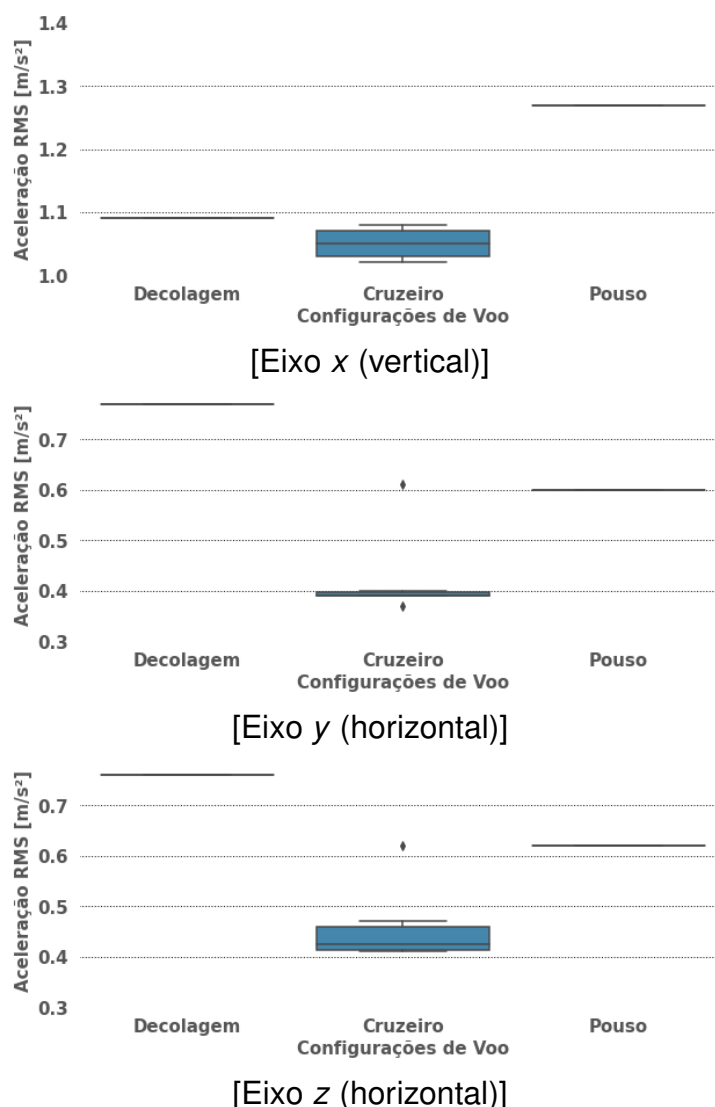 Aceleração RMS [m/s²]
1.4
1.3
1.2
1.1
1.0
Decolagem Cruzeiro Pouso
Configurações de Voo
[Eixo x (vertical)]
Aceleração RMS [m/s²]
0.7
0.6
0.5
0.4
0.3
Decolagem Cruzeiro Pouso
Configurações de Voo
[Eixo y (horizontal)]
Aceleração RMS [m/s²]
0.7
0.6
0.5
0.4
0.3
Decolagem Cruzeiro Pouso
Configurações de Voo
[Eixo z (horizontal)]